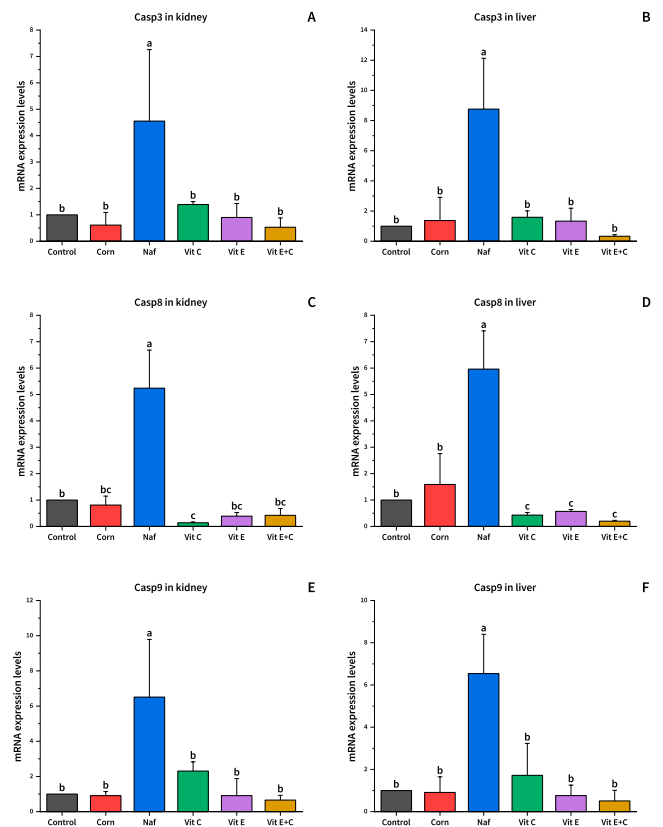 Casp3 in kidney
A
mRNA expression levels
8
7
6
5
4
3
2
1
0
a
b
b
b
b
b
Control Corn Naf Vit C Vit E Vit E+C
Casp3 in liver
B
mRNA expression levels
14
12
10
8
6
4
2
0
a
b
b
b
b
b
Control Corn Naf Vit C Vit E Vit E+C
Casp8 in kidney
C
mRNA expression levels
8
7
6
5
4
3
2
1
0
a
b
bc
c
bc
bc
Control Corn Naf Vit C Vit E Vit E+C
Casp8 in liver
D
mRNA expression levels
8
7
6
5
4
3
2
1
0
a
b
b
c
c
c
Control Corn Naf Vit C Vit E Vit E+C
Casp9 in kidney
E
mRNA expression levels
12
10
8
6
4
2
0
a
b
b
b
b
b
Control Corn Naf Vit C Vit E Vit E+C
Casp9 in liver
F
mRNA expression levels
10
8
6
4
2
0
a
b
b
b
b
b
Control Corn Naf Vit C Vit E Vit E+C